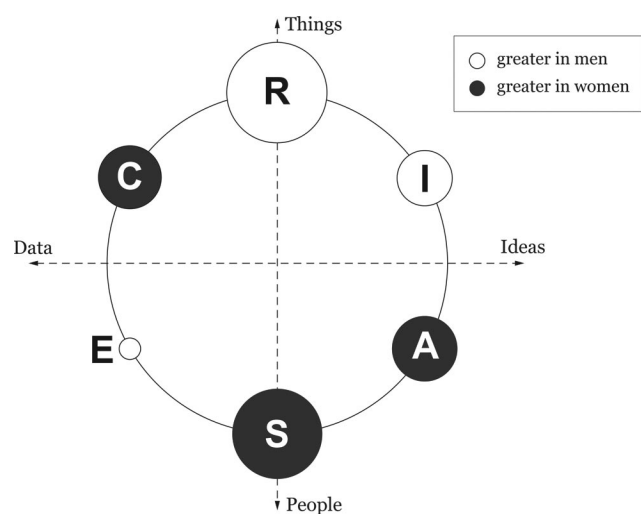 Things
greater in men
greater in women
R
C
I
Data
Ideas
E
A
S
People